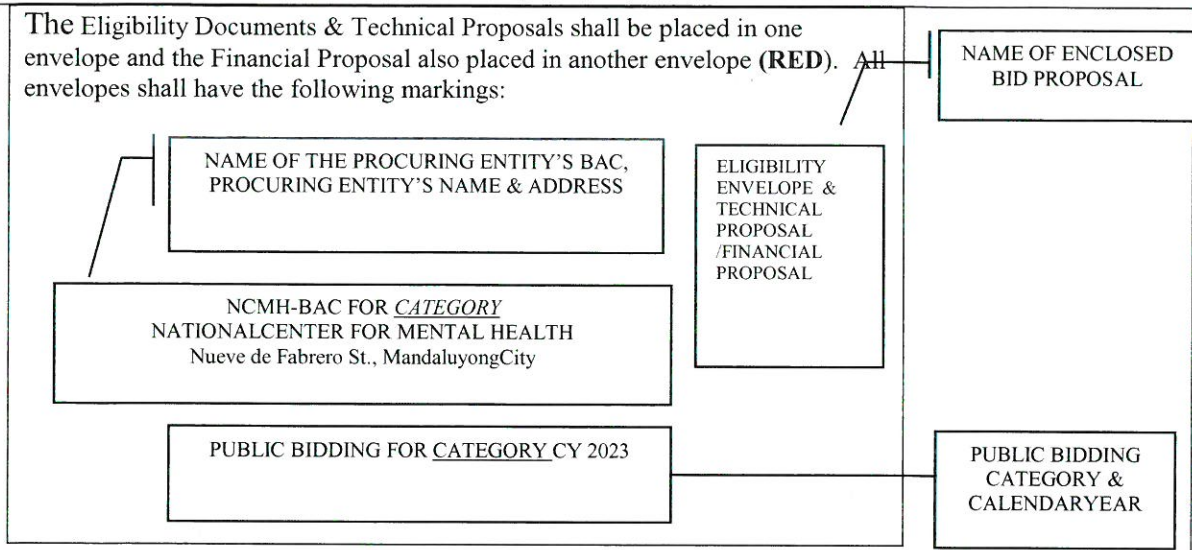 The Eligibility Documents & Technical Proposals shall be placed in one
envelope and the Financial Proposal also placed in another envelope (RED). All
envelopes shall have the following markings:
NAME OF ENCLOSED
BID PROPOSAL
NAME OF THE PROCURING ENTITY'S BAC,
PROCURING ENTITY'S NAME & ADDRESS
ELIGIBILITY
ENVELOPE &
TECHNICAL
PROPOSAL
/FINANCIAL
PROPOSAL
NCMH-BAC FOR CATEGORY
NATIONALCENTER FOR MENTAL HEALTH
Nueve de Fabrero St., MandaluyongCity
PUBLIC BIDDING FOR CATEGORY CY 2023
PUBLIC BIDDING
CATEGORY &
CALENDARYEAR